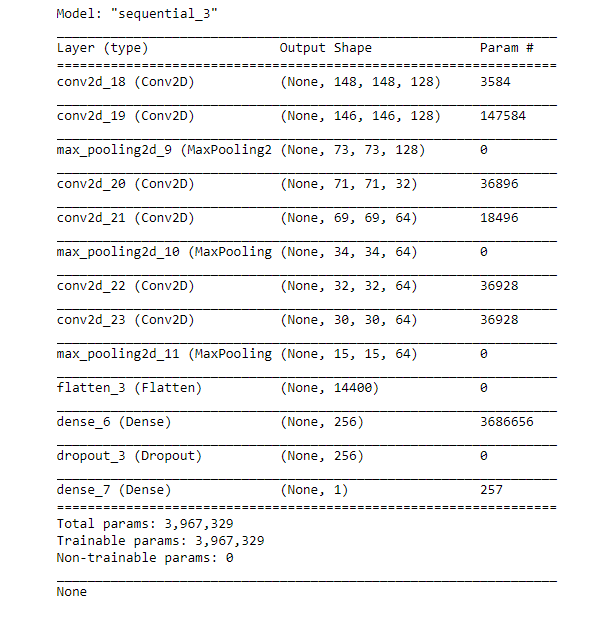 Model: "sequential_3"
Layer (type) Output Shape Param #
conv2d_18 (Conv2D) (None, 148, 148, 128) 3584
conv2d_19 (Conv2D) (None, 146, 146, 128) 147584
max_pooling2d_9 (MaxPooling2 (None, 73, 73, 128) 0
conv2d_20 (Conv2D) (None, 71, 71, 32) 36896
conv2d_21 (Conv2D) (None, 69, 69, 64) 18496
max_pooling2d_10 (MaxPooling (None, 34, 34, 64) 0
conv2d_22 (Conv2D) (None, 32, 32, 64) 36928
conv2d_23 (Conv2D) (None, 30, 30, 64) 36928
max_pooling2d_11 (MaxPooling (None, 15, 15, 64) 0
flatten_3 (Flatten) (None, 14400) 0
dense_6 (Dense) (None, 256) 3686656
dropout_3 (Dropout) (None, 256) 0
dense_7 (Dense) (None, 1) 257
Total params: 3,967,329
Trainable params: 3,967,329
Non-trainable params: 0
None